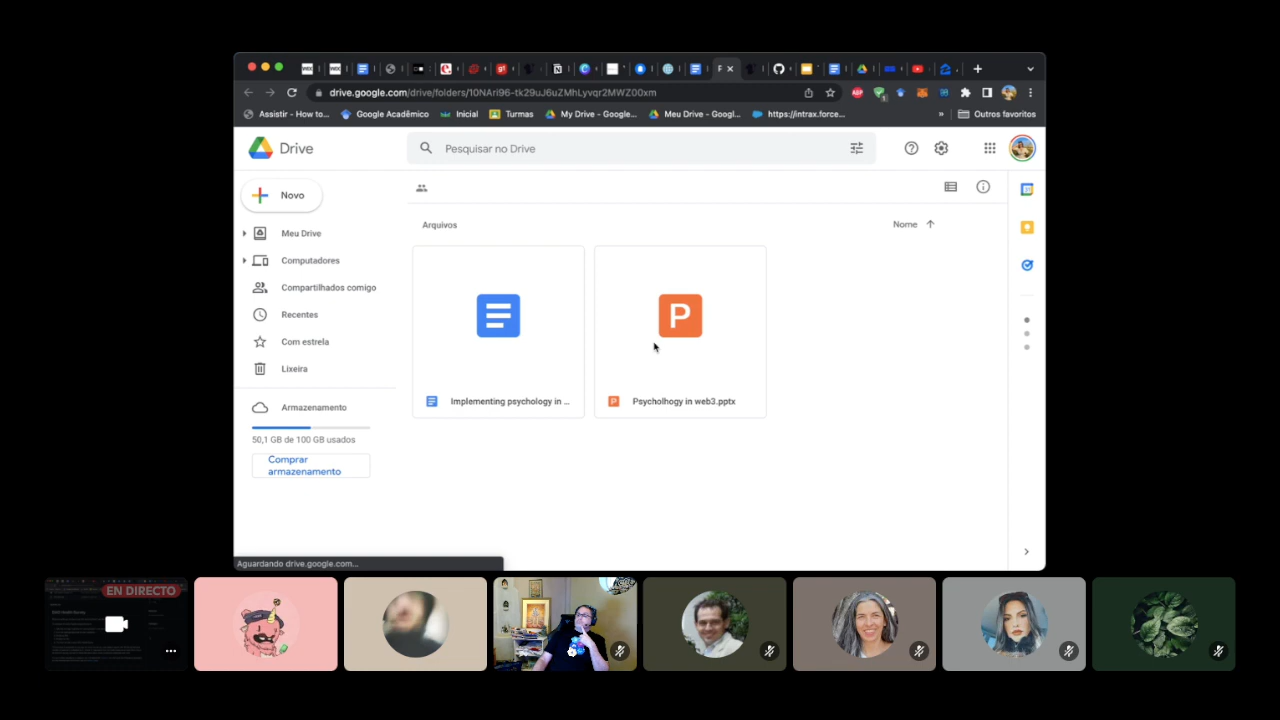 drive.google.com/drive/folders/10NAri96-tk29uJ6uZMhLyvqr2MWZ00xm
Assistir - How to...
Google Acadêmico
Inicial
Turmas
My Drive - Google...
Meu Drive - Googl...
https://intrax.force...
»
Outros favoritos
Drive
Pesquisar no Drive
Novo
Meu Drive
Computadores
Compartilhados comigo
Recentes
Com estrela
Lixeira
Armazenamento
50,1 GB de 100 GB usados
Comprar
armazenamento
Arquivos
Nome
P
Implementing psychology in ...
Psycholhogy in web3.pptx
Aguardando drive.google.com...
EN DIRECTO